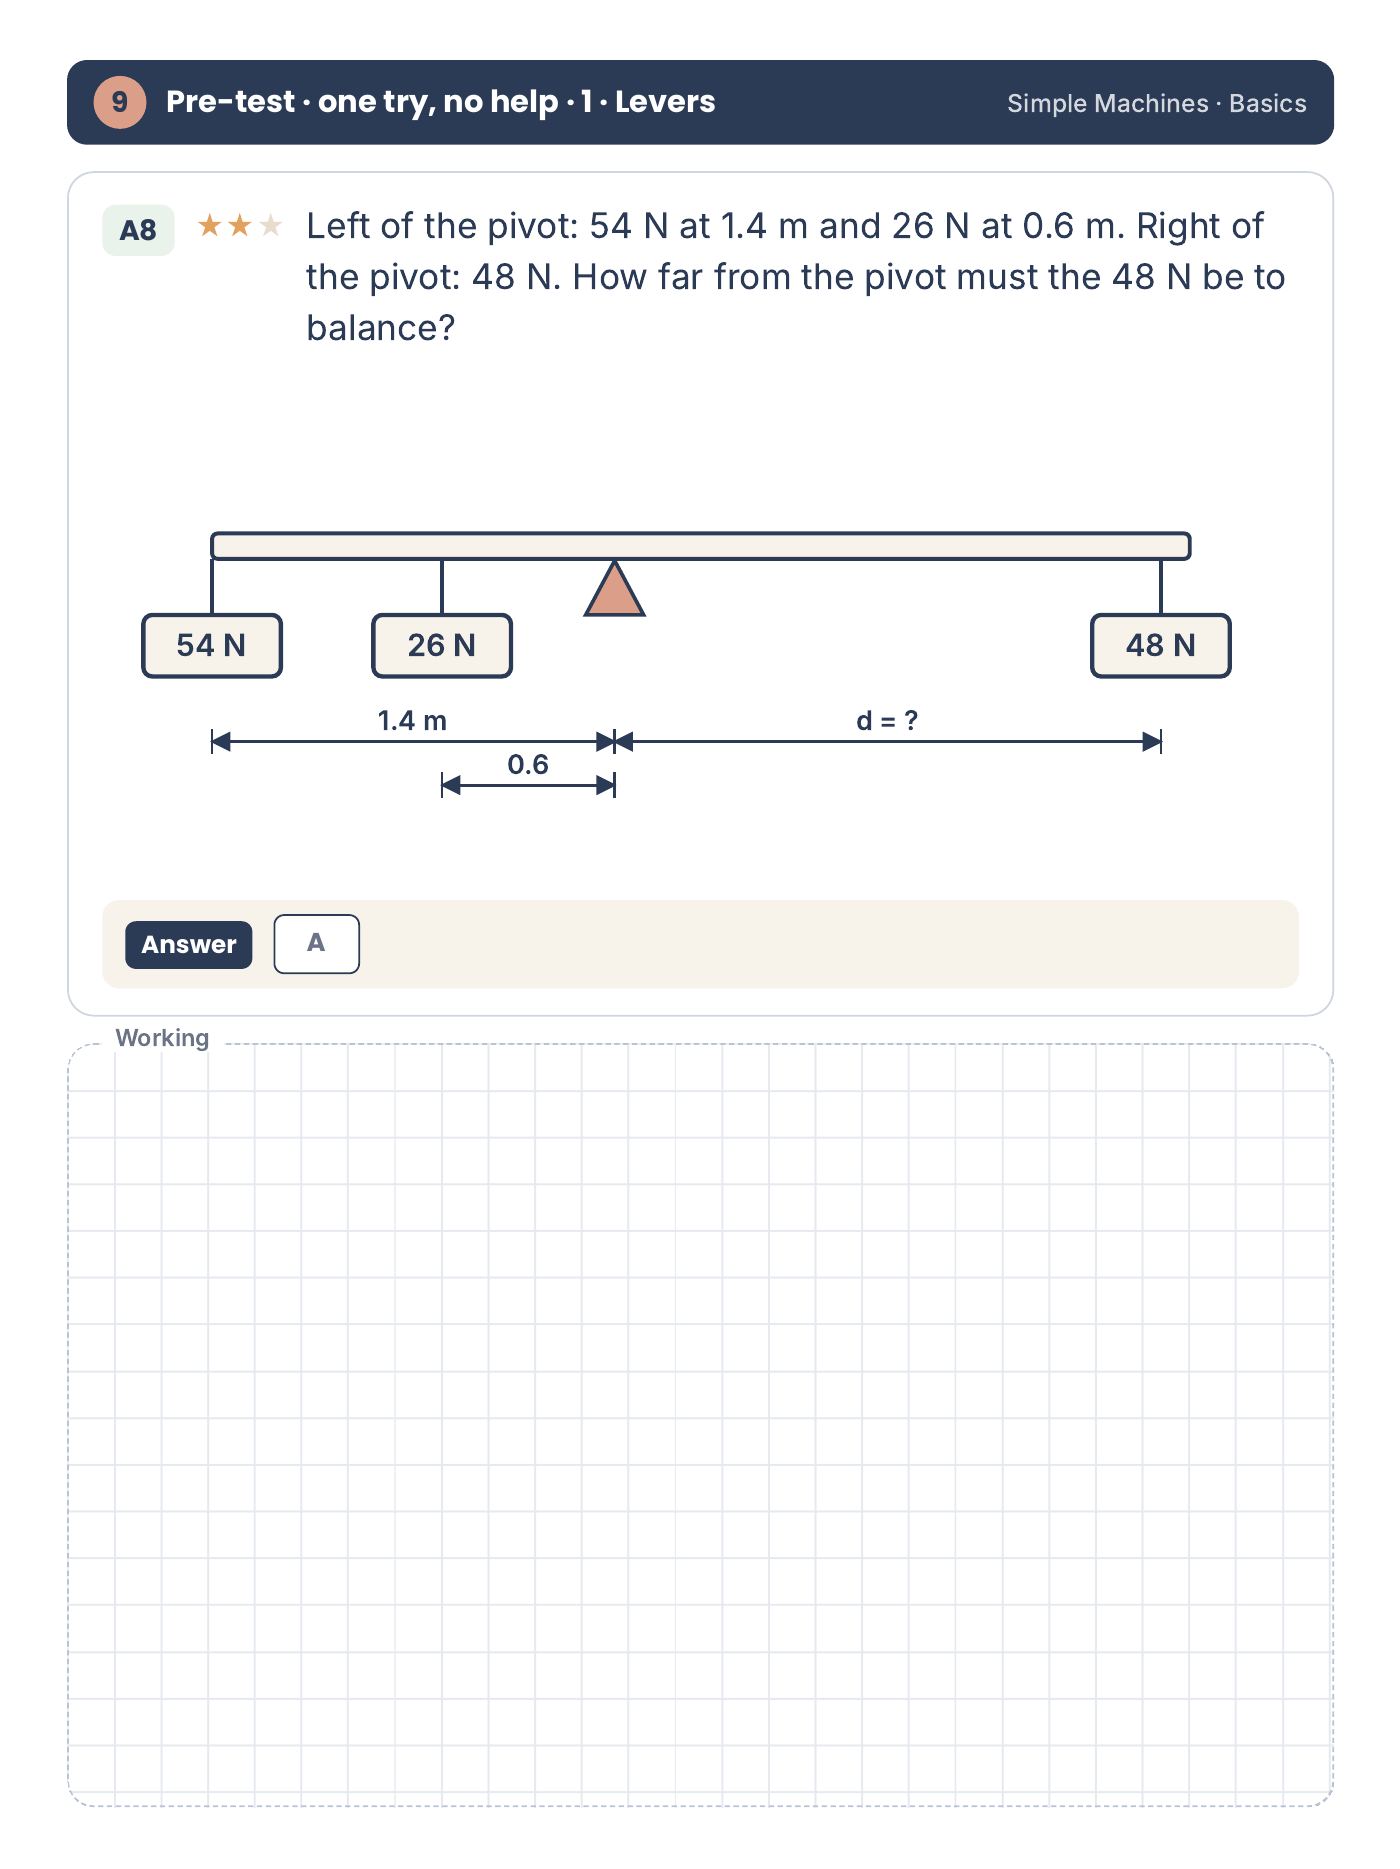 9 Pre-test · one try, no help · 1 · Levers
Simple Machines · Basics
A8 ★★★ Left of the pivot: 54 N at 1.4 m and 26 N at 0.6 m. Right of
the pivot: 48 N. How far from the pivot must the 48 N be to
balance?
54 N
26 N
48 N
1.4 m
d = ?
0.6
Answer
A
Working